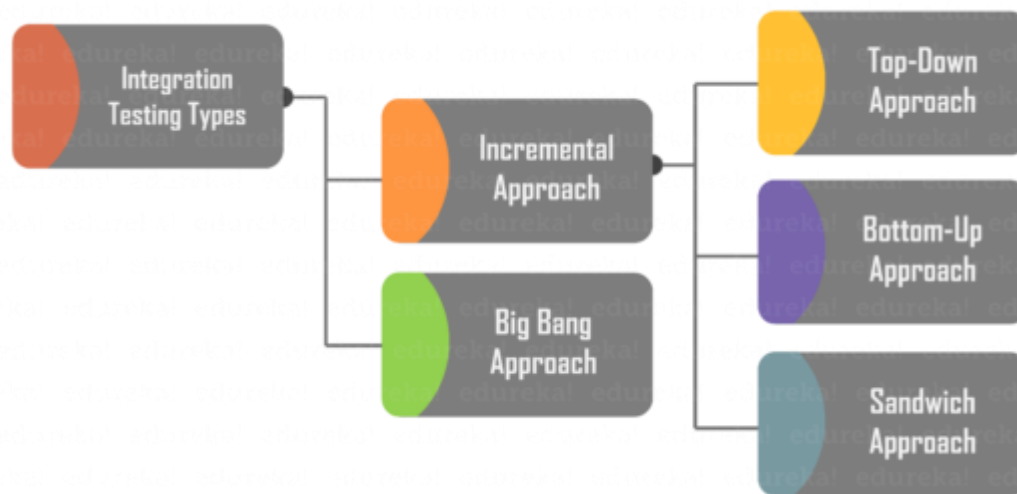 Integration
Testing Types
Incremental
Approach
Big Bang
Approach
Top-Down
Approach
Bottom-Up
Approach
Sandwich
Approach